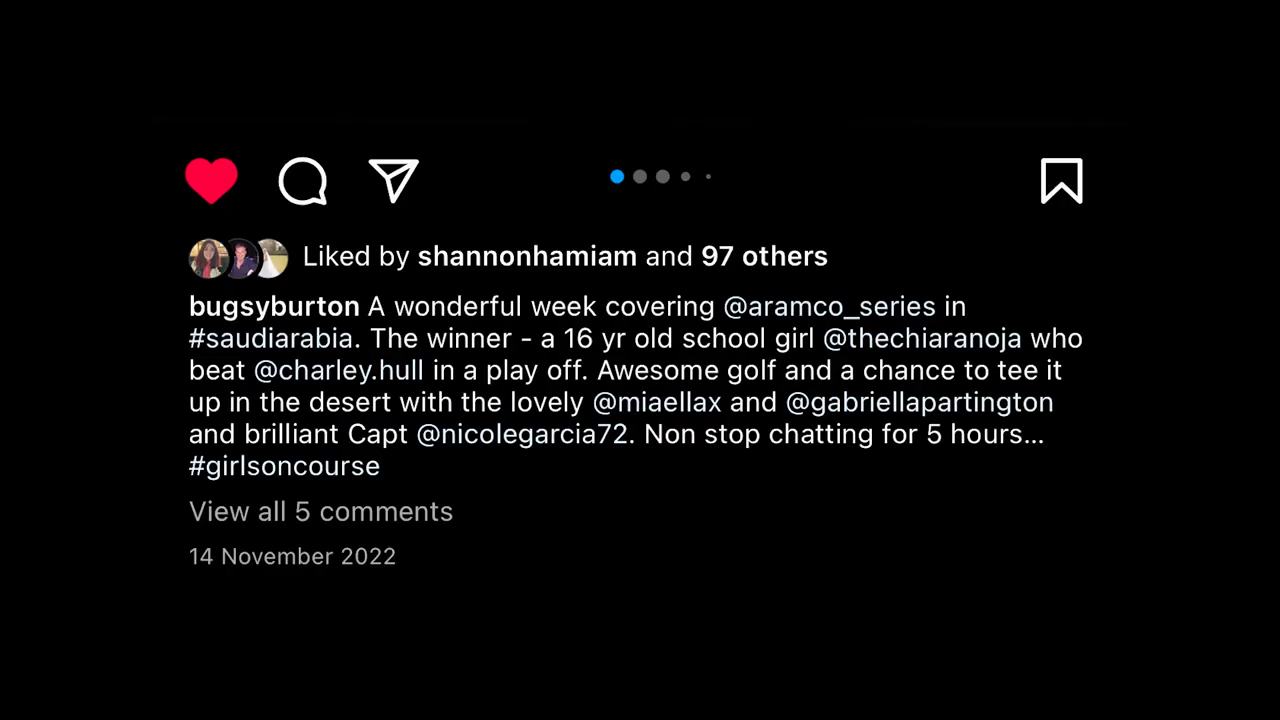 Liked by shannonhamiam and 97 others
bugsyburton A wonderful week covering @aramco_series in
#saudiarabia. The winner - a 16 yr old school girl @thechiaranoja who
beat @charley.hull in a play off. Awesome golf and a chance to tee it
up in the desert with the lovely @miaellax and @gabriellapartington
and brilliant Capt @nicolegarcia72. Non stop chatting for 5 hours...
#girlsoncourse
View all 5 comments
14 November 2022